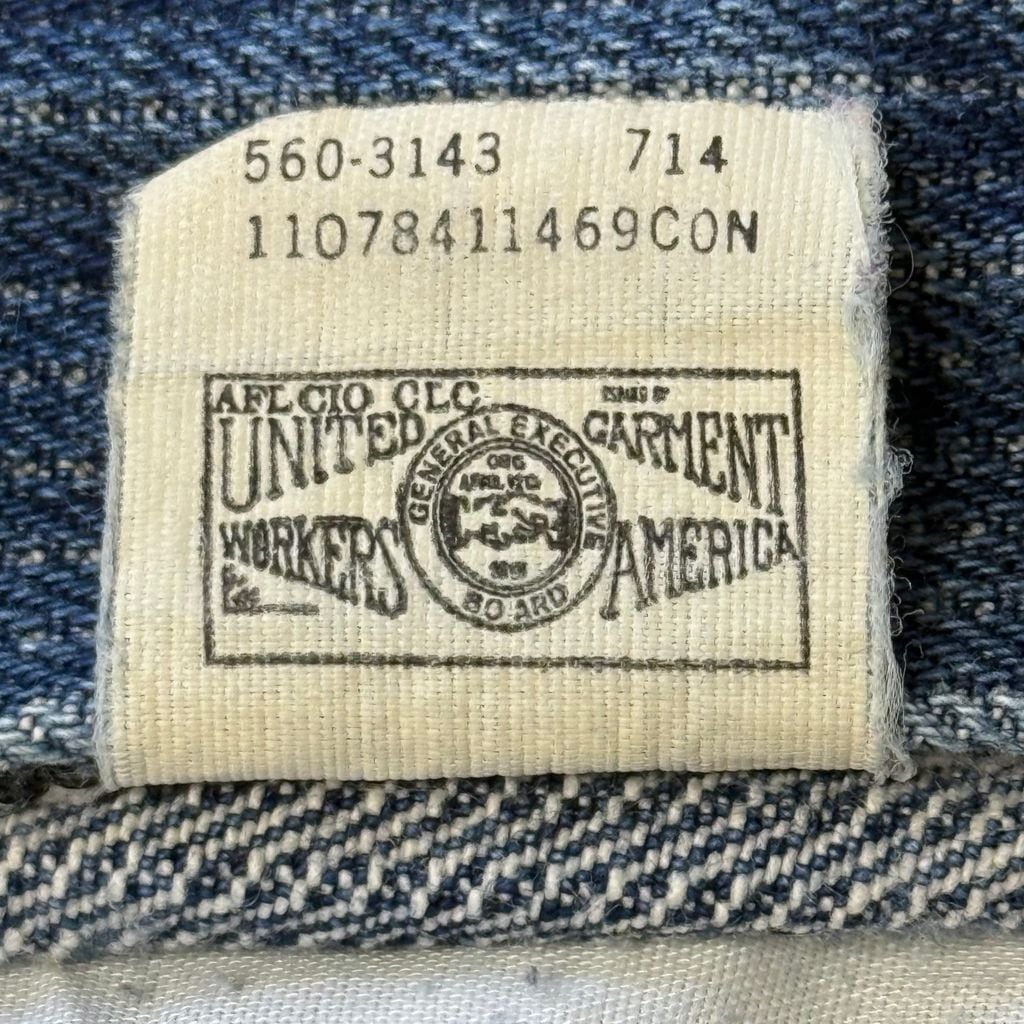 560-3143 714
11078411469CON
AFL CIO CLC
UNITED GARMENT
WORKERS AMERICA
GENERAL EXECUTIVE
BOARD